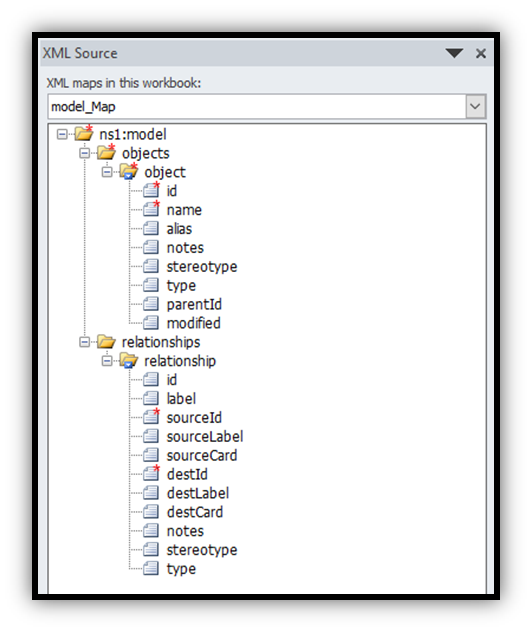 XML Source
XML maps in this workbook:
model_Map
ns1:model
objects
object
id
name
alias
notes
stereotype
type
parentId
modified
relationships
relationship
id
label
sourceId
sourceLabel
sourceCard
destId
destLabel
destCard
notes
stereotype
type